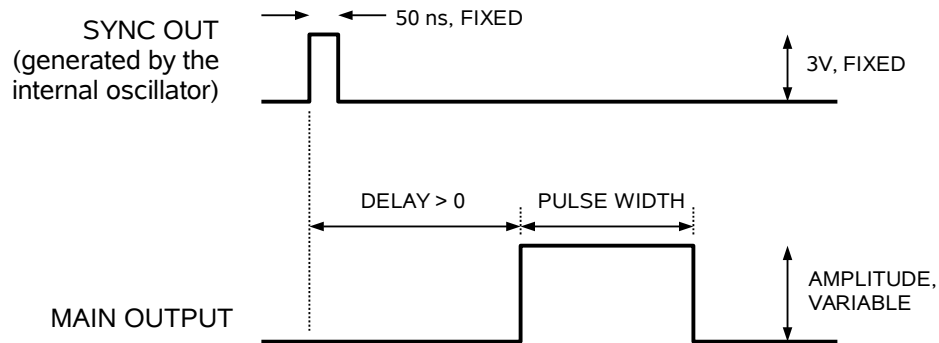 50 ns, FIXED
SYNC OUT
(generated by the
internal oscillator)
3V, FIXED
DELAY > 0
PULSE WIDTH
AMPLITUDE,
VARIABLE
MAIN OUTPUT